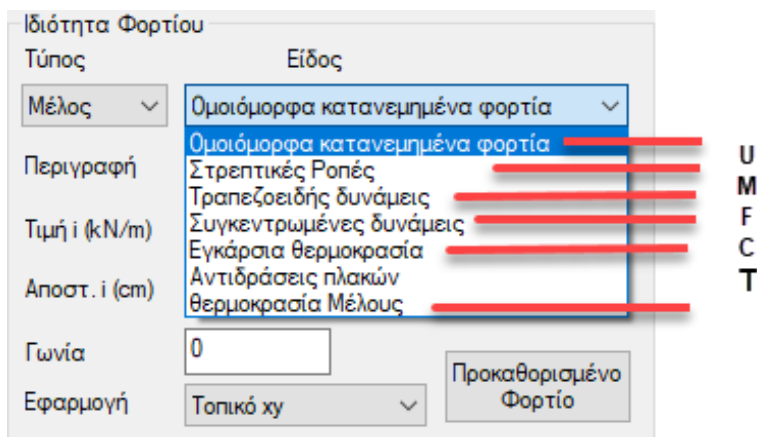 Ιδιότητα Φορτίου
Τύπος Είδος
Μέλος Ομοιόμορφα κατανεμημένα φορτία
Ομοιόμορφα κατανεμημένα φορτία U
Περιγραφή Στρεπτικές Ροπές M
Τραπεζοειδής δυνάμεις F
Τιμή i (kN/m) Συγκεντρωμένες δυνάμεις C
Εγκάρσια θερμοκρασία T
Αποστ. i (cm) Αντιδράσεις πλακών
θερμοκρασία Μέλους
Γωνία 0
Προκαθορισμένο
Φορτίο
Εφαρμογή Τοπικό xy